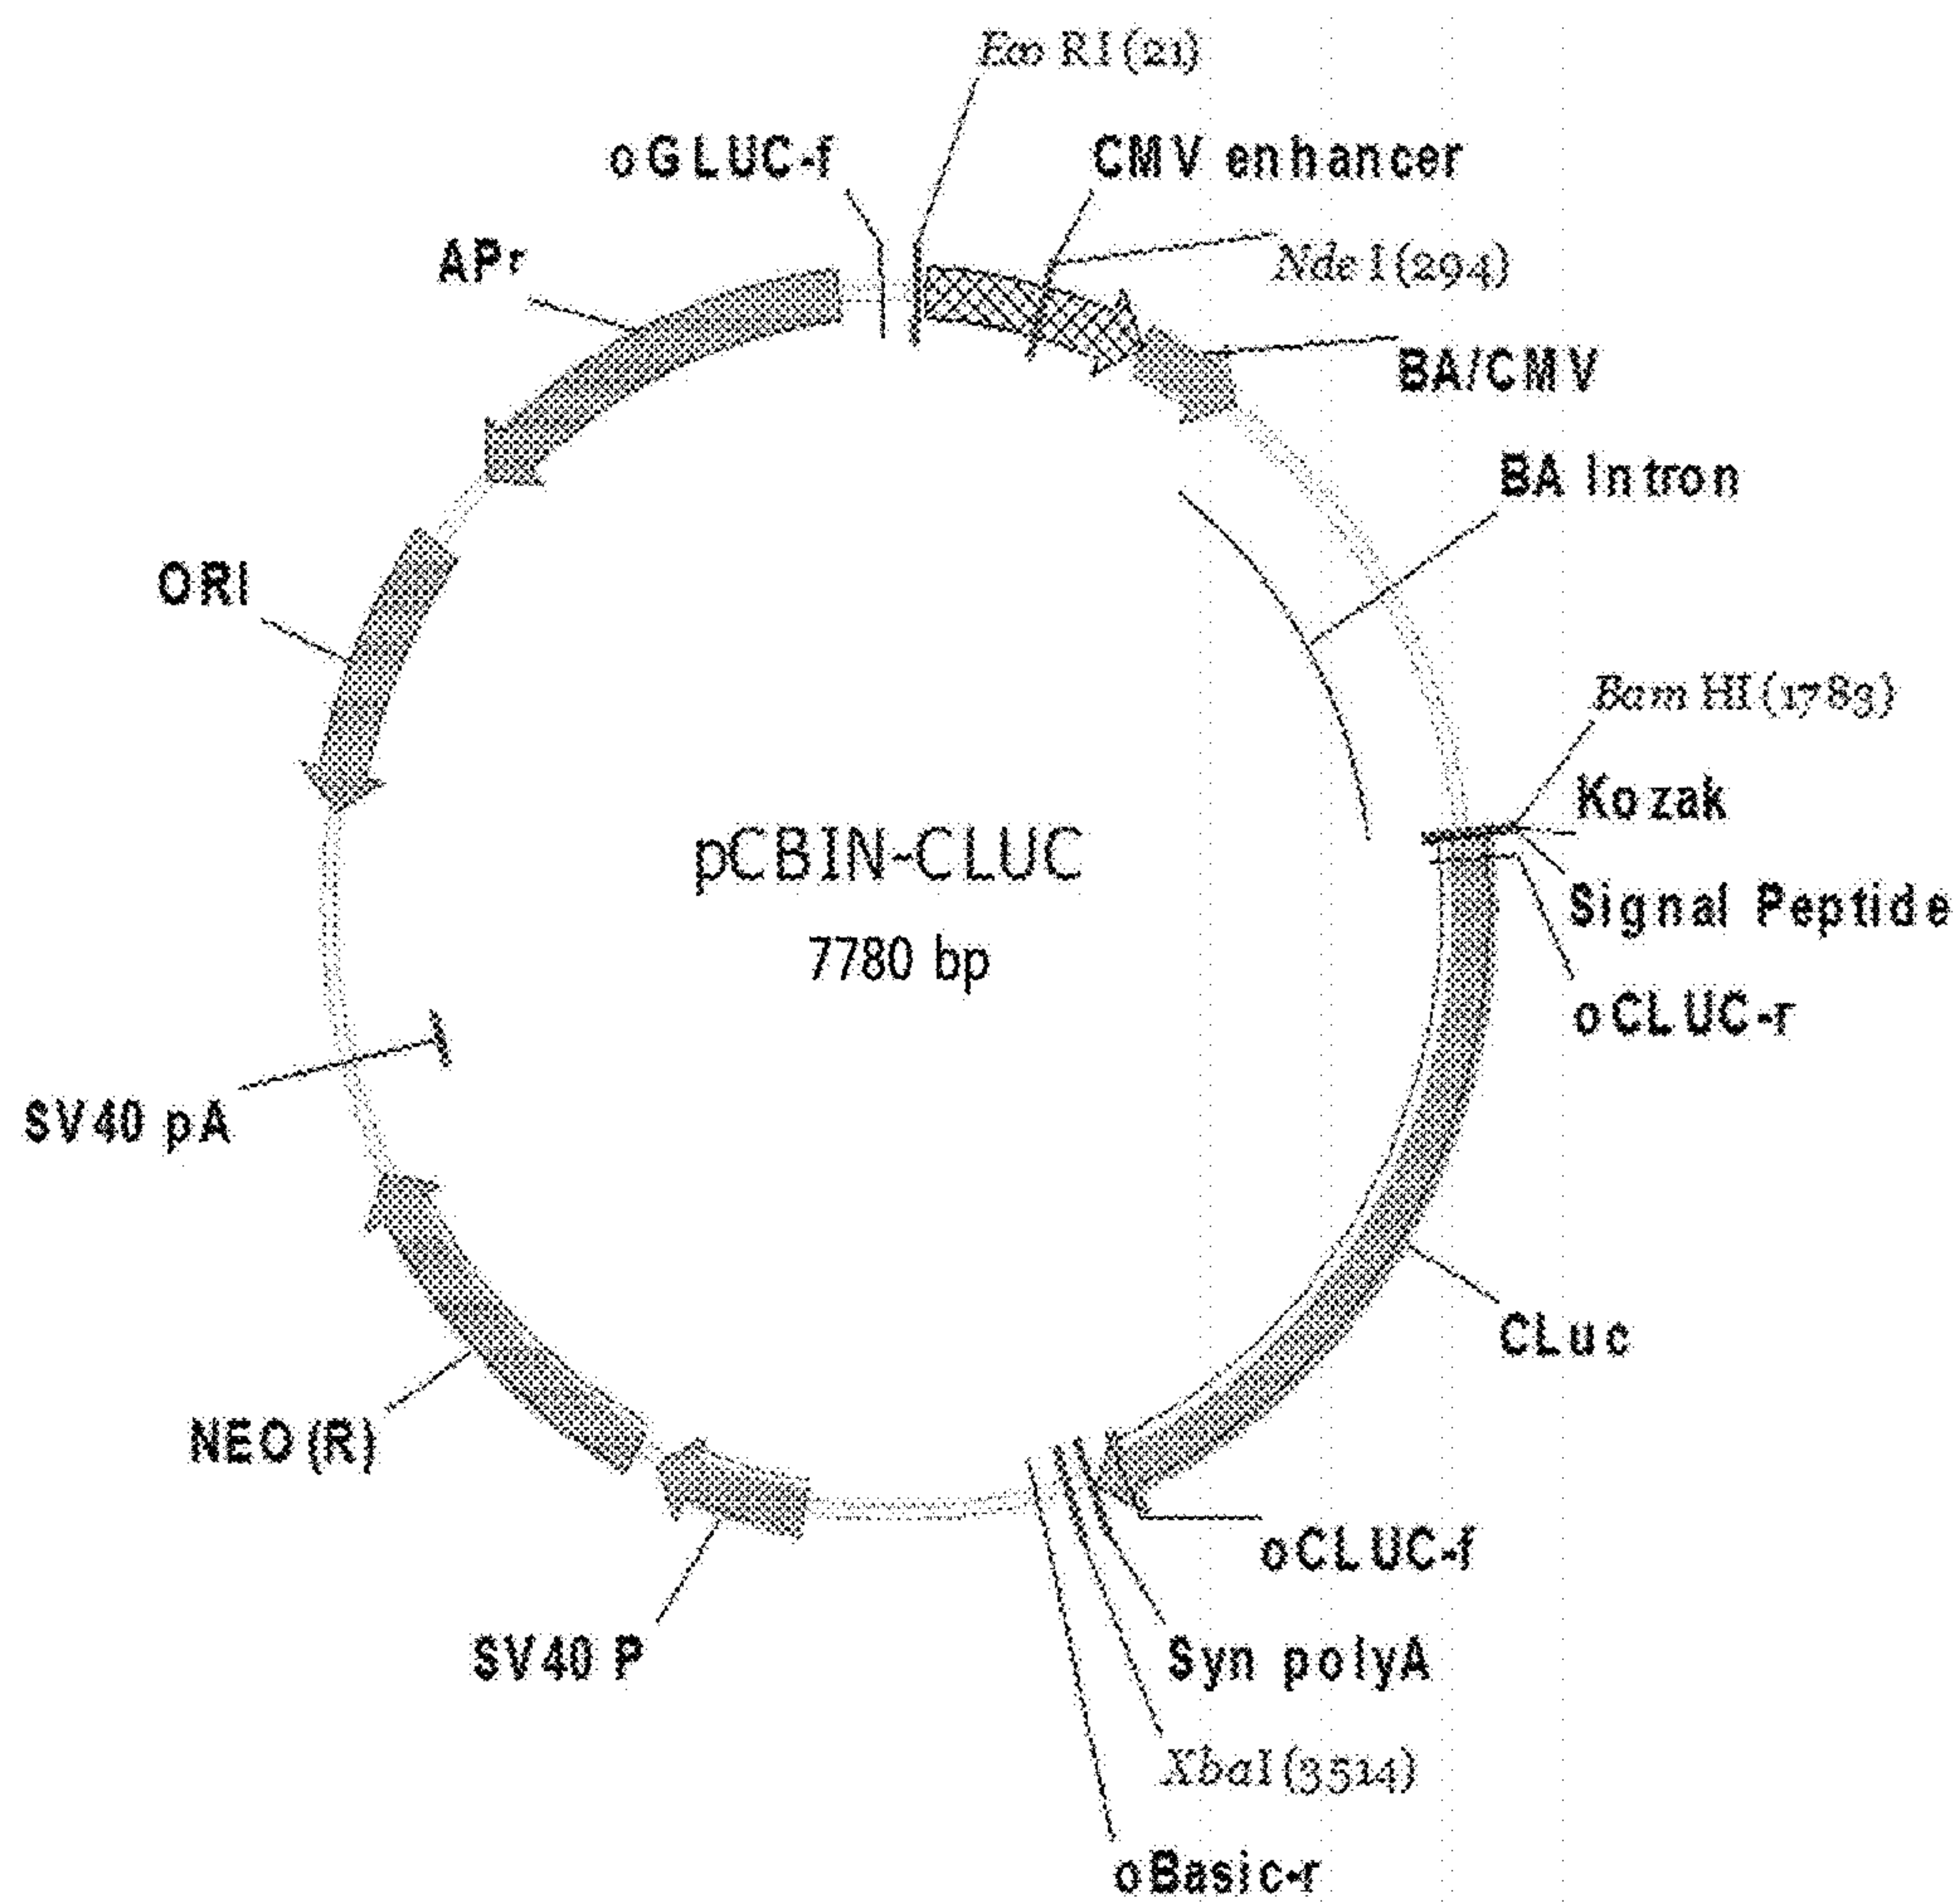 Eco RI (21)
oGLUC-f
CMV enhancer
APr
Nde I (294)
BA/CMV
BA Intron
ORI
Bam HI (1783)
Kozak
pCBIN-CLUC
Signal Peptide
7780 bp
oCLUC-r
SV40 pA
CLuc
NEO (R)
oCLUC-f
SV40 P
Syn polyA
XbaI (3514)
oBasic-r